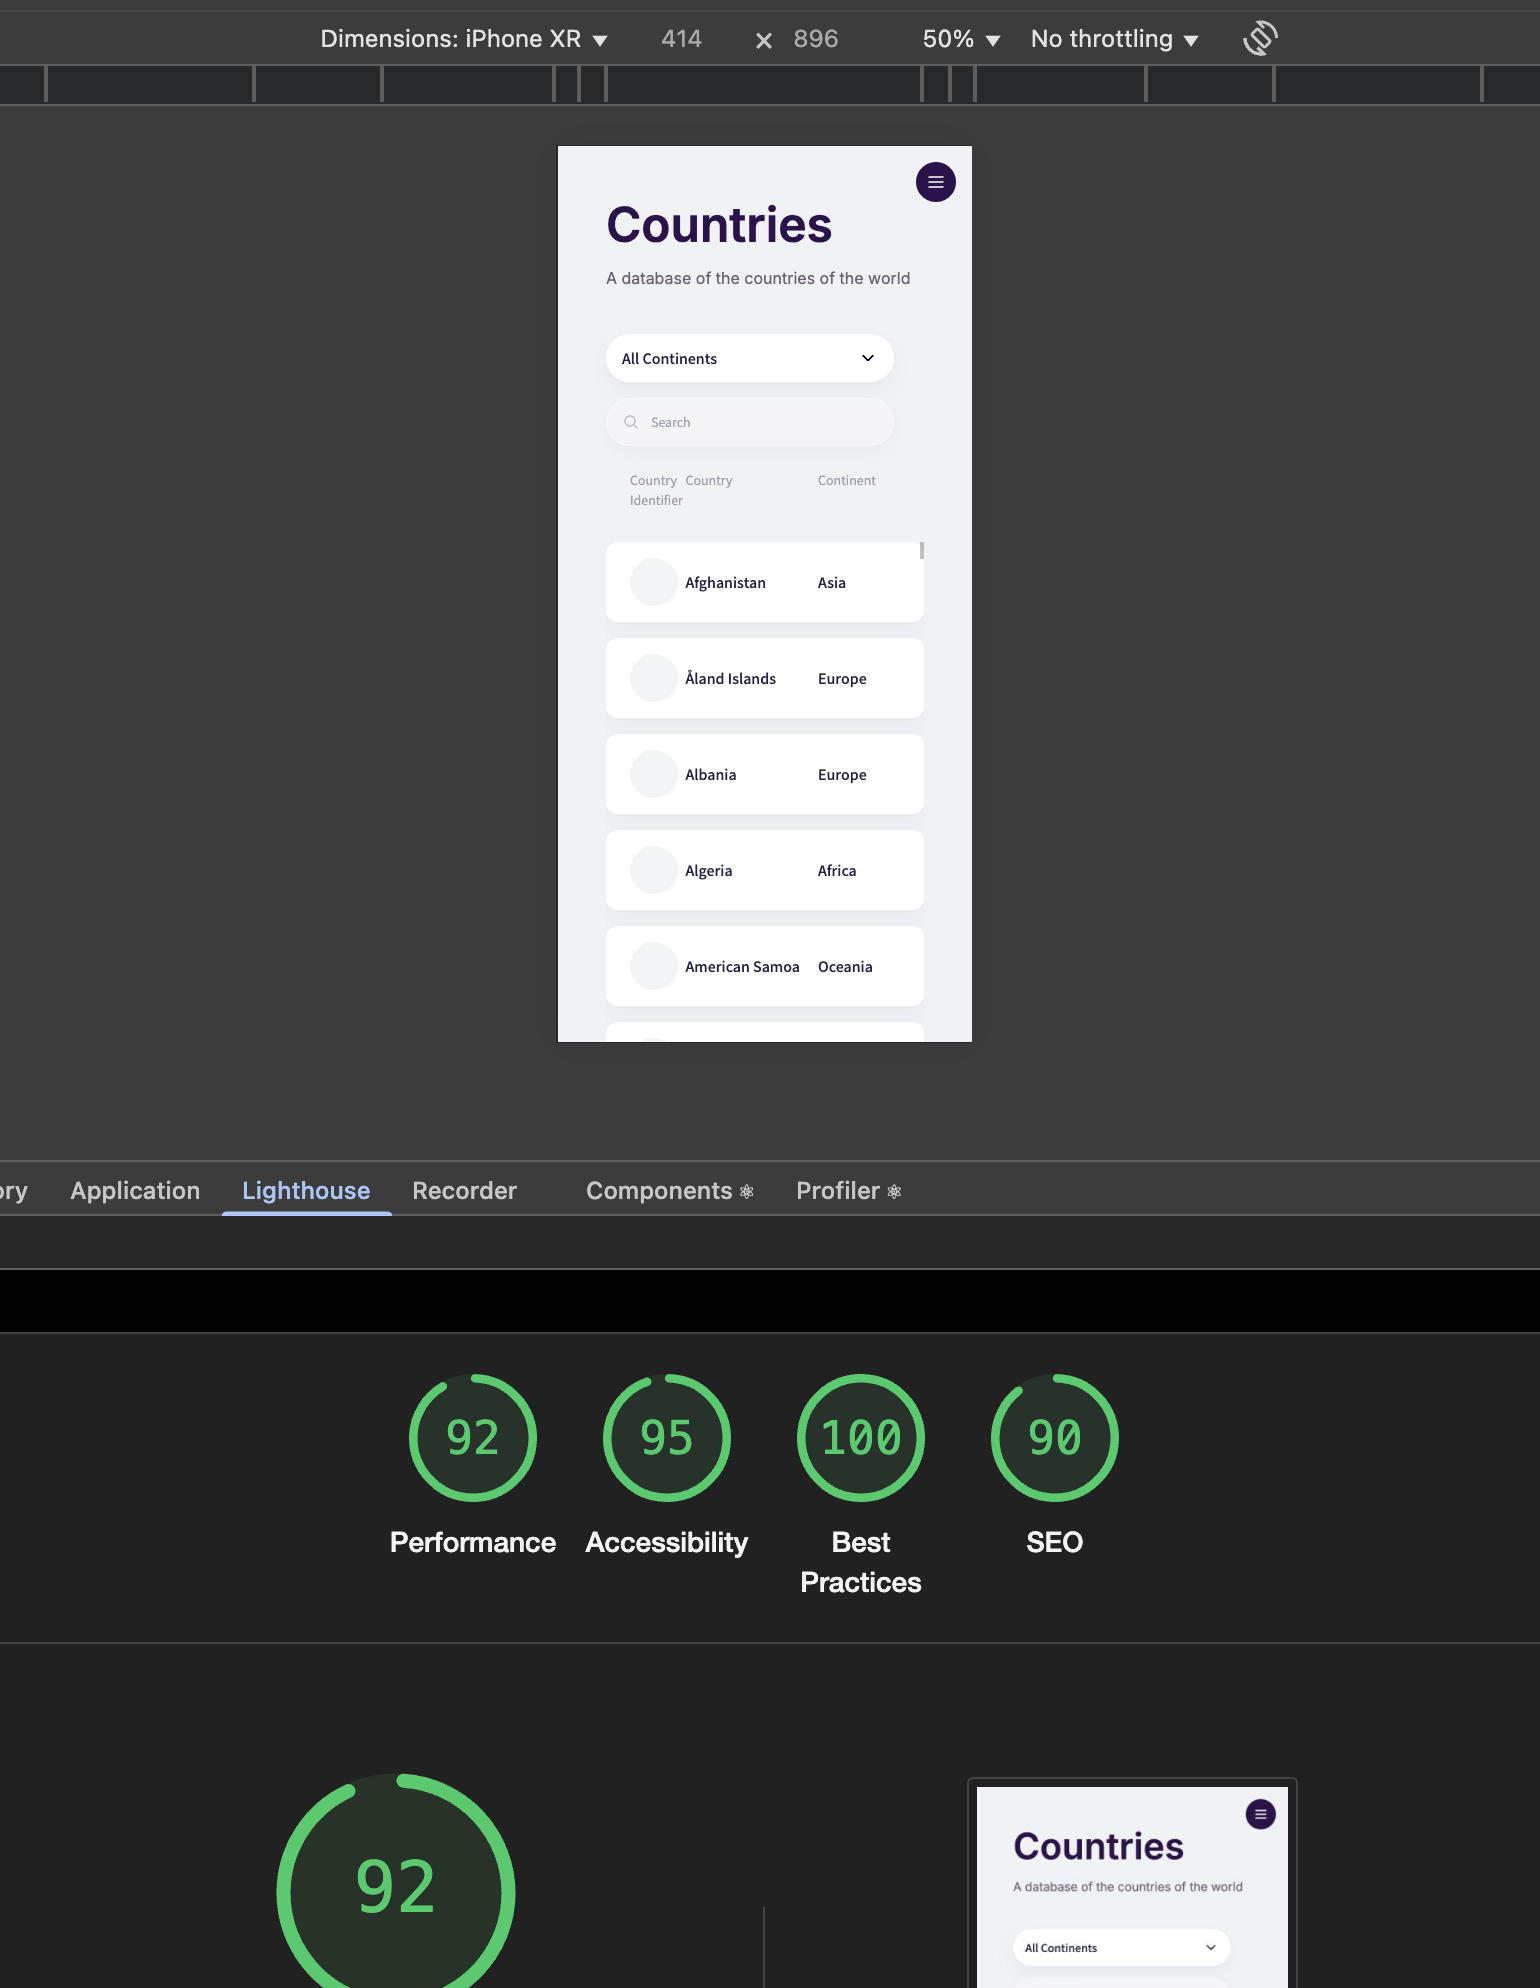 Dimensions: iPhone XR ▼ 414 × 896 50% ▼ No throttling ▼
Countries
A database of the countries of the world
All Continents
Search
Country Identifier Country Continent
Afghanistan Asia
Åland Islands Europe
Albania Europe
Algeria Africa
American Samoa Oceania
ory Application Lighthouse Recorder Components Profiler
92 95 100 90
Performance Accessibility Best Practices SEO
92
Countries
A database of the countries of the world
All Continents